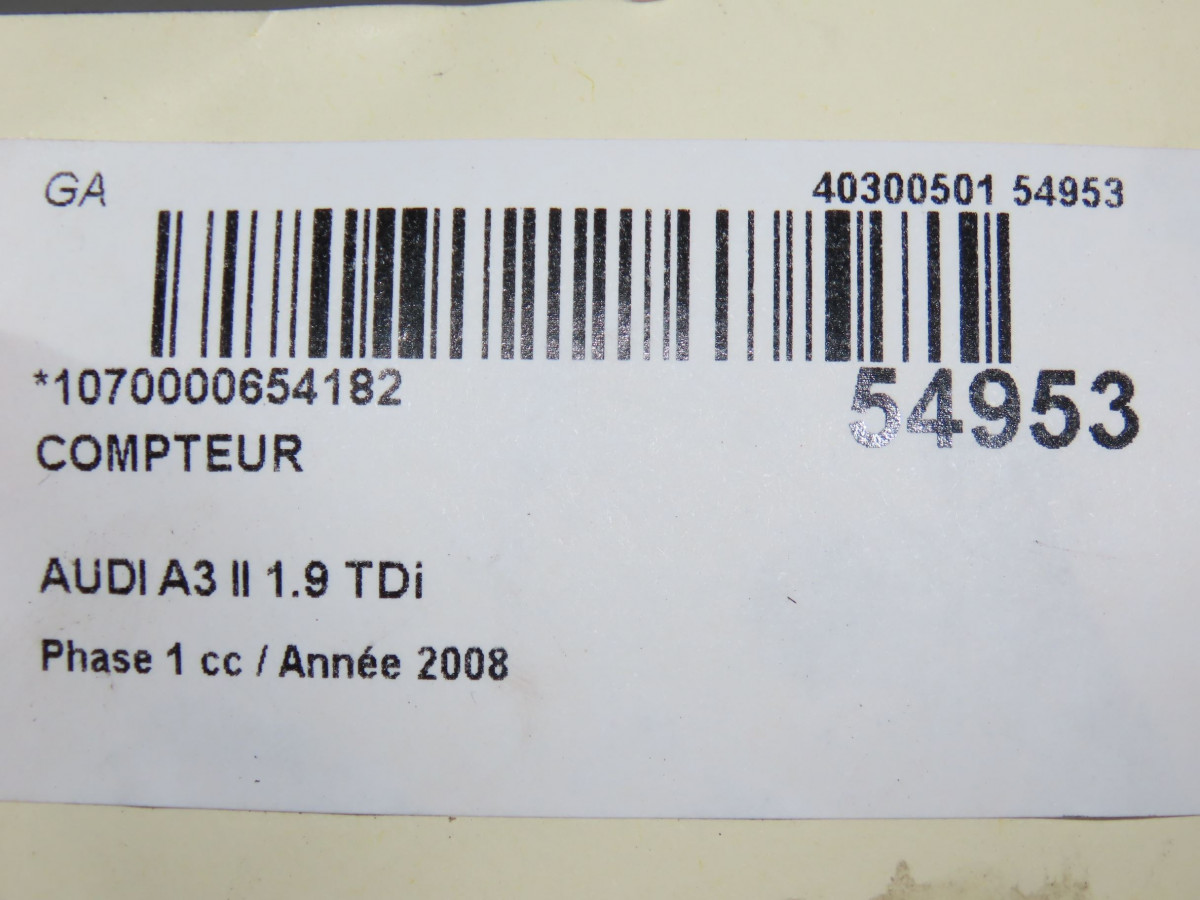 GA 40300501 54953
*1070000654182 54953
COMPTEUR
AUDI A3 II 1.9 TDi
Phase 1 cc / Année 2008